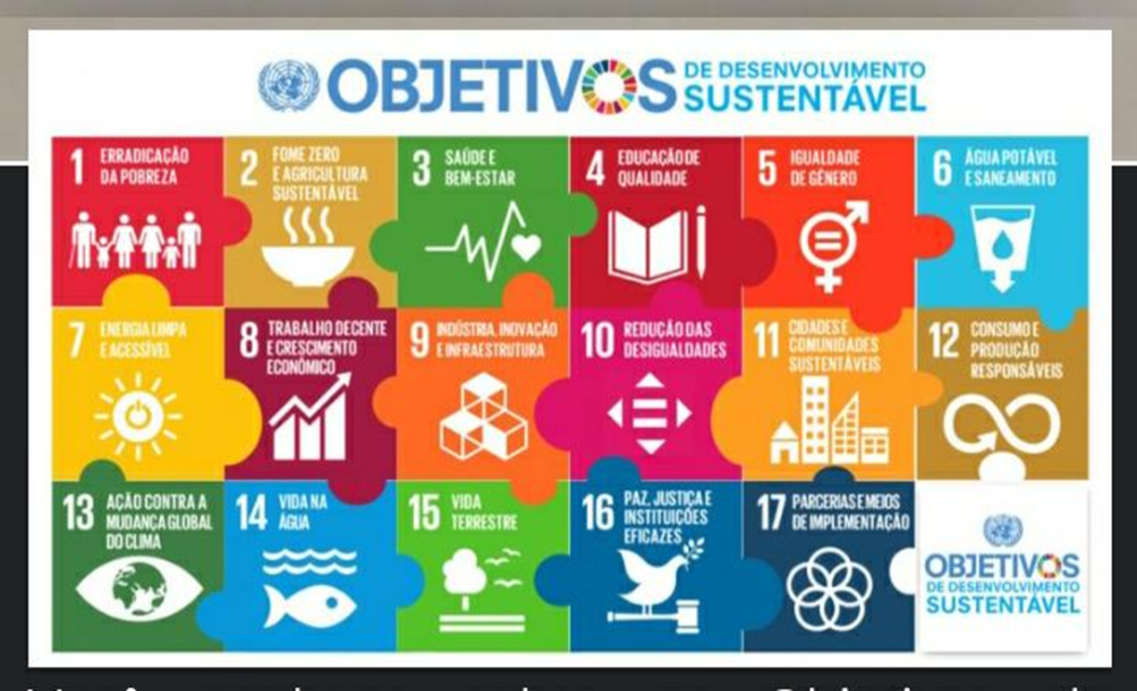 OBJETIVOS DE DESENVOLVIMENTO
SUSTENTÁVEL
1 ERRADICAÇÃO
DA POBREZA
2 FOME ZERO
E AGRICULTURA
SUSTENTÁVEL
3 SAÚDE E
BEM-ESTAR
4 EDUCAÇÃO DE
QUALIDADE
5 IGUALDADE
DE GÊNERO
6 ÁGUA POTÁVEL
E SANEAMENTO
7 ENERGIA LIMPA
E ACESSÍVEL
8 TRABALHO DECENTE
E CRESCIMENTO
ECONÔMICO
9 INDÚSTRIA, INOVAÇÃO
E INFRAESTRUTURA
10 REDUÇÃO DAS
DESIGUALDADES
11 CIDADES E
COMUNIDADES
SUSTENTÁVEIS
12 CONSUMO E
PRODUÇÃO
RESPONSÁVEIS
13 AÇÃO CONTRA A
MUDANÇA GLOBAL
DO CLIMA
14 VIDA NA
ÁGUA
15 VIDA
TERRESTRE
16 PAZ, JUSTIÇA E
INSTITUIÇÕES
EFICAZES
17 PARCERIAS E MEIOS
DE IMPLEMENTAÇÃO
OBJETIVOS
DE DESENVOLVIMENTO
SUSTENTÁVEL